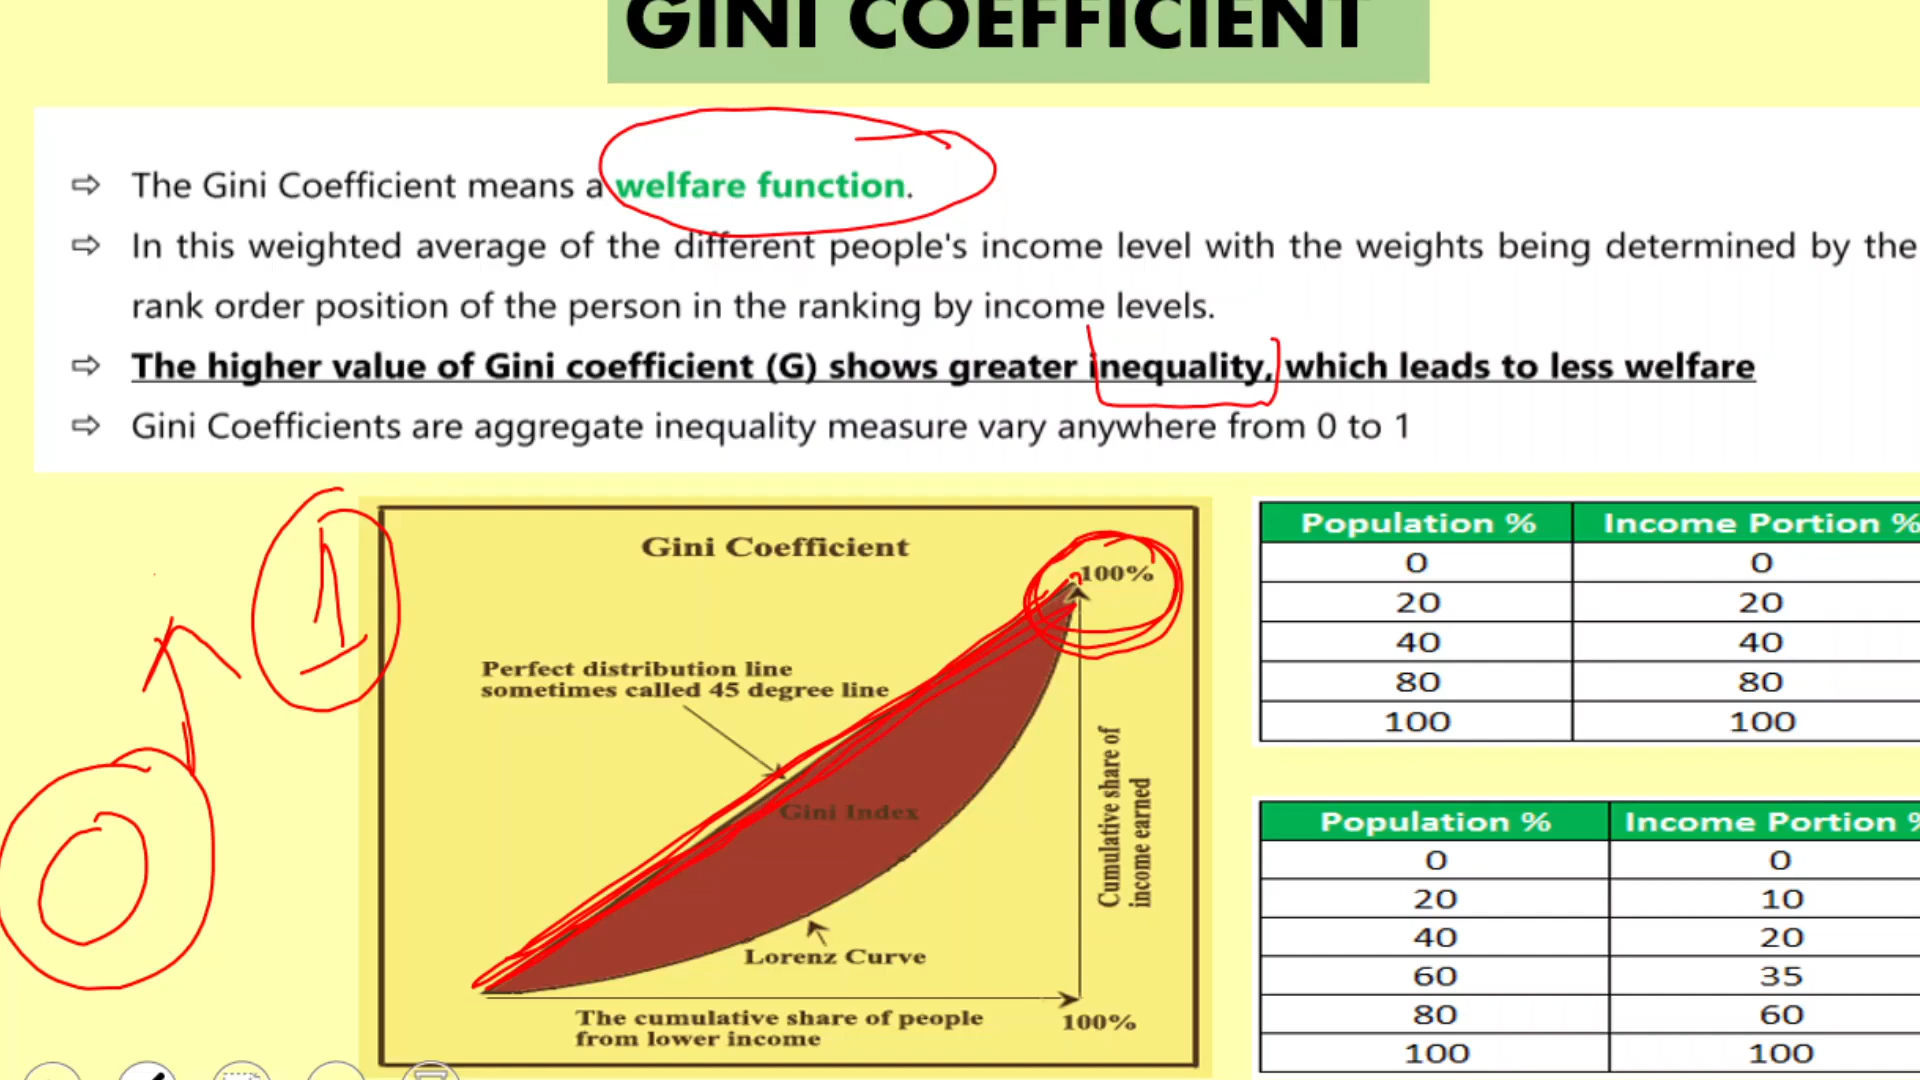 GINI COEFFICIENT
⇨ The Gini Coefficient means a welfare function.
⇨ In this weighted average of the different people's income level with the weights being determined by the
rank order position of the person in the ranking by income levels.
⇨ The higher value of Gini coefficient (G) shows greater inequality, which leads to less welfare
⇨ Gini Coefficients are aggregate inequality measure vary anywhere from 0 to 1
1
0
Gini Coefficient
100%
Perfect distribution line
sometimes called 45 degree line
Gini Index
Cumulative share of
income earned
Lorenz Curve
The cumulative share of people
from lower income
100%
Population % Income Portion %
0 0
20 20
40 40
80 80
100 100
Population % Income Portion %
0 0
20 10
40 20
60 35
80 60
100 100